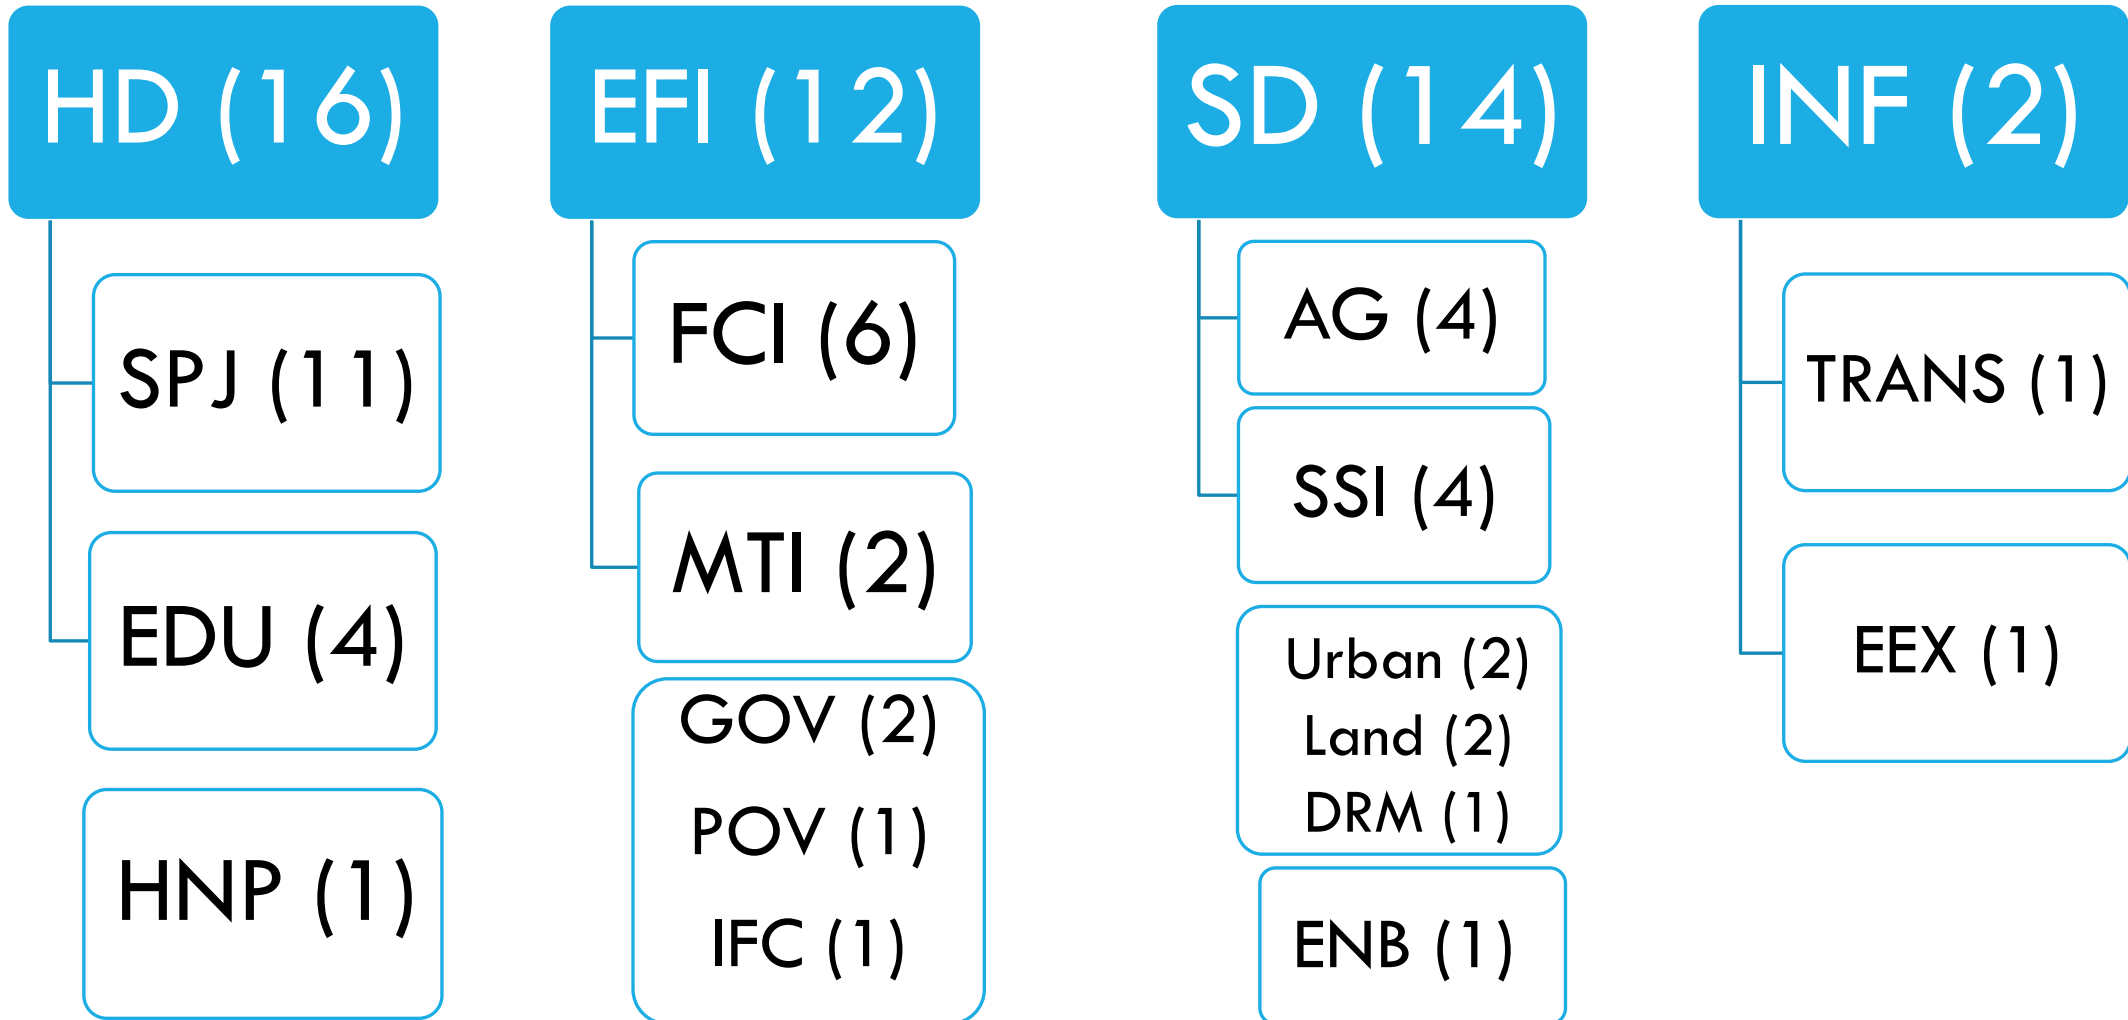 HD (16)
SPJ (11)
EDU (4)
HNP (1)
EFI (12)
FCI (6)
MTI (2)
GOV (2)
POV (1)
IFC (1)
SD (14)
AG (4)
SSI (4)
Urban (2)
Land (2)
DRM (1)
ENB (1)
INF (2)
TRANS (1)
EEX (1)